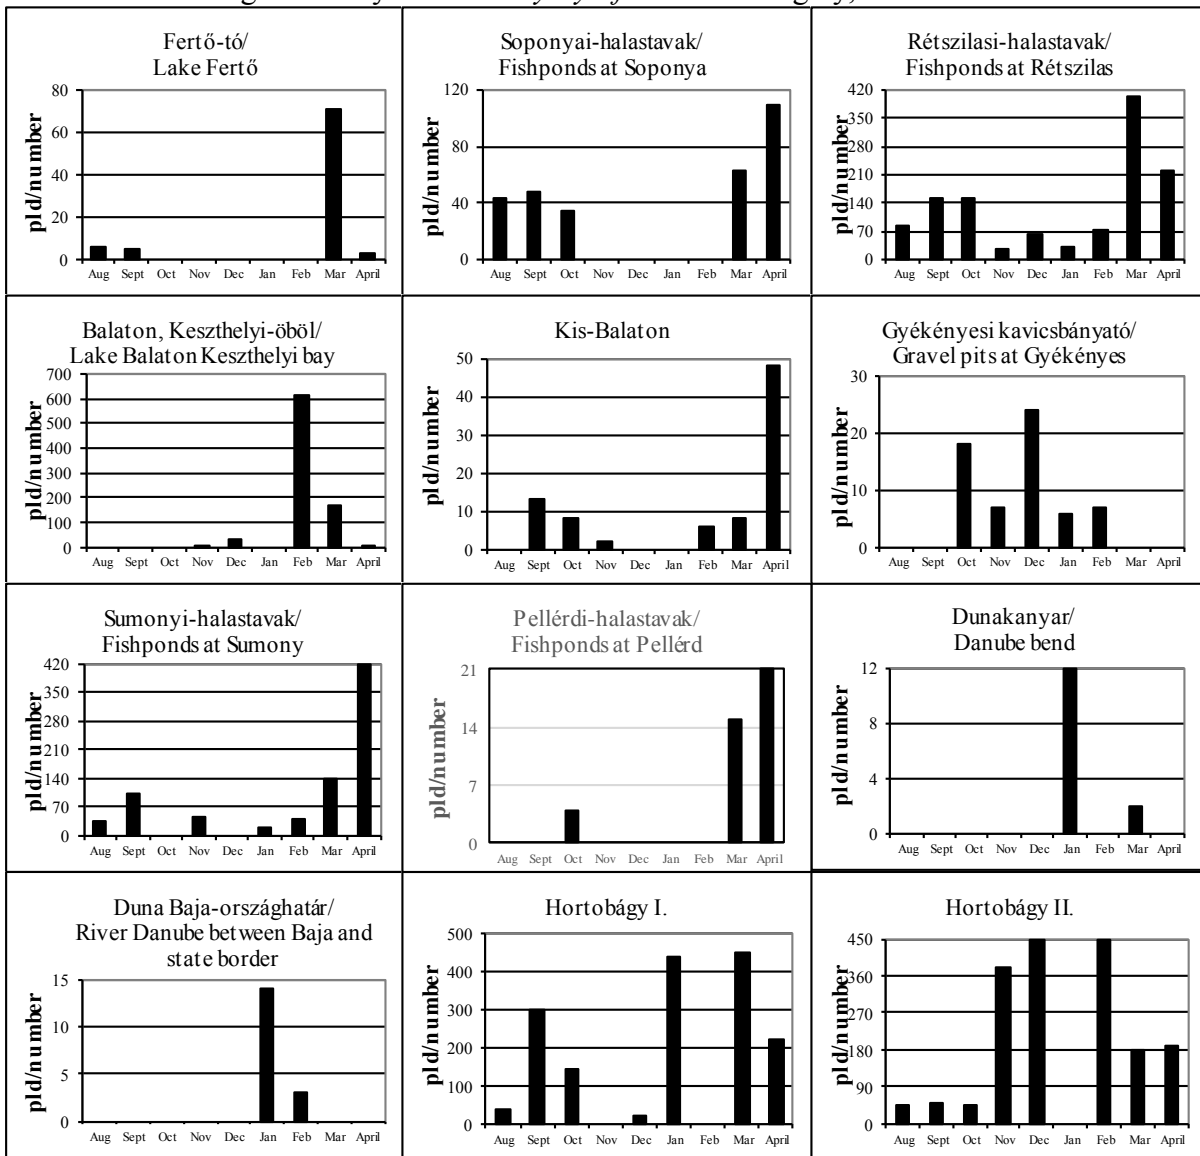 Fertő-tó/
Lake Fertő
pld/number
80
60
40
20
0
Aug Sept Oct Nov Dec Jan Feb Mar April
Soponyai-halastavak/
Fishponds at Soponya
pld/number
120
80
40
0
Aug Sept Oct Nov Dec Jan Feb Mar April
Rétszilasi-halastavak/
Fishponds at Rétszilas
pld/number
420
350
280
210
140
70
0
Aug Sept Oct Nov Dec Jan Feb Mar April
Balaton, Keszthelyi-öböl/
Lake Balaton Keszthelyi bay
pld/number
700
600
500
400
300
200
100
0
Aug Sept Oct Nov Dec Jan Feb Mar April
Kis-Balaton
pld/number
50
40
30
20
10
0
Aug Sept Oct Nov Dec Jan Feb Mar April
Gyékényesi kavicsbányató/
Gravel pits at Gyékényes
pld/number
30
20
10
0
Aug Sept Oct Nov Dec Jan Feb Mar April
Sumonyi-halastavak/
Fishponds at Sumony
pld/number
420
350
280
210
140
70
0
Aug Sept Oct Nov Dec Jan Feb Mar April
Pellérdi-halastavak/
Fishponds at Pellérd
pld/number
21
14
7
0
Aug Sept Oct Nov Dec Jan Feb Mar April
Dunakanyar/
Danube bend
pld/number
12
8
4
0
Aug Sept Oct Nov Dec Jan Feb Mar April
Duna Baja-országhatár/
River Danube between Baja and
state border
pld/number
15
10
5
0
Aug Sept Oct Nov Dec Jan Feb Mar April
Hortobágy I.
pld/number
500
400
300
200
100
0
Aug Sept Oct Nov Dec Jan Feb Mar April
Hortobágy II.
pld/number
450
360
270
180
90
0
Aug Sept Oct Nov Dec Jan Feb Mar April